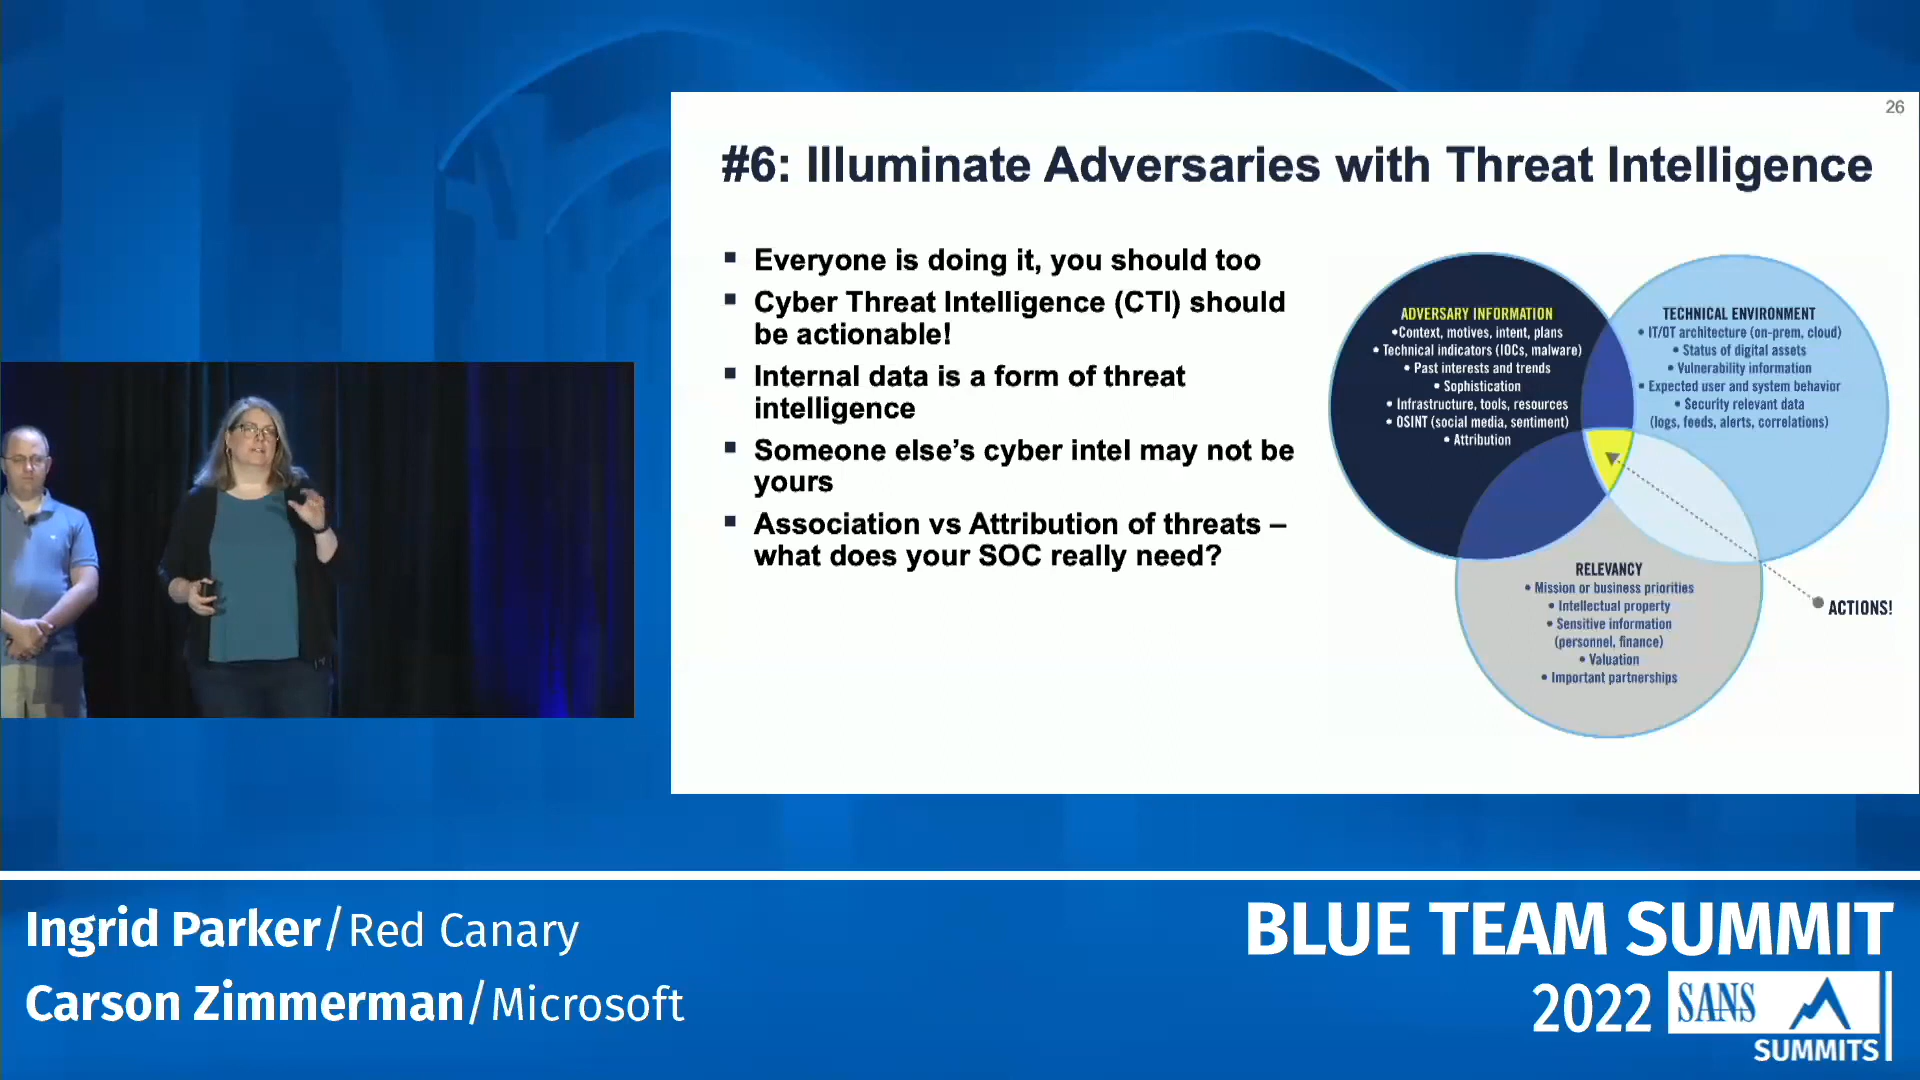 26
#6: Illuminate Adversaries with Threat Intelligence
▪ Everyone is doing it, you should too
▪ Cyber Threat Intelligence (CTI) should
be actionable!
▪ Internal data is a form of threat
intelligence
▪ Someone else’s cyber intel may not be
yours
▪ Association vs Attribution of threats –
what does your SOC really need?
ADVERSARY INFORMATION
•Context, motives, intent, plans
• Technical indicators (IOCs, malware)
• Past interests and trends
• Sophistication
• Infrastructure, tools, resources
• OSINT (social media, sentiment)
• Attribution
TECHNICAL ENVIRONMENT
• IT/OT architecture (on-prem, cloud)
• Status of digital assets
• Vulnerability information
• Expected user and system behavior
• Security relevant data
(logs, feeds, alerts, correlations)
RELEVANCY
• Mission or business priorities
• Intellectual property
• Sensitive information
(personnel, finance)
• Valuation
• Important partnerships
ACTIONS!
Ingrid Parker/Red Canary
Carson Zimmerman/Microsoft
BLUE TEAM SUMMIT
2022 SANS
SUMMITS